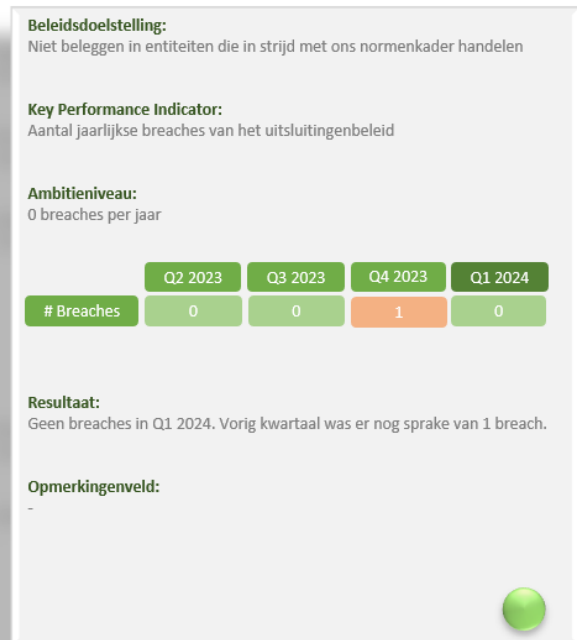 Beleidsdoelstelling:
Niet beleggen in entiteiten die in strijd met ons normenkader handelen
Key Performance Indicator:
Aantal jaarlijkse breaches van het uitsluitingenbeleid
Ambitieniveau:
0 breaches per jaar
Q2 2023 Q3 2023 Q4 2023 Q1 2024
# Breaches 0 0 1 0
Resultaat:
Geen breaches in Q1 2024. Vorig kwartaal was er nog sprake van 1 breach.
Opmerkingenveld:
-